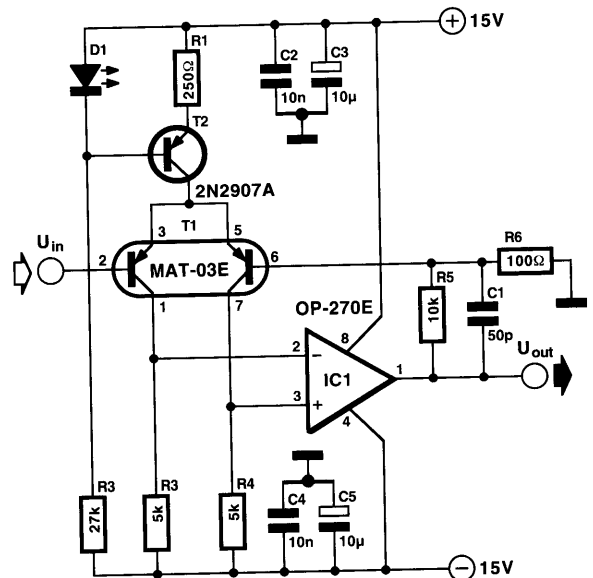 + 15V
D1
R1
250Ω
C2
10n
C3
10µ
T2
2N2907A
3
T1
5
Uin
2
MAT-03E
6
1
7
R6
100Ω
R5
10k
C1
50p
OP-270E
8
2
−
IC1
1
3
+
4
Uout
R3
27k
R3
5k
R4
5k
C4
10n
C5
10µ
− 15V